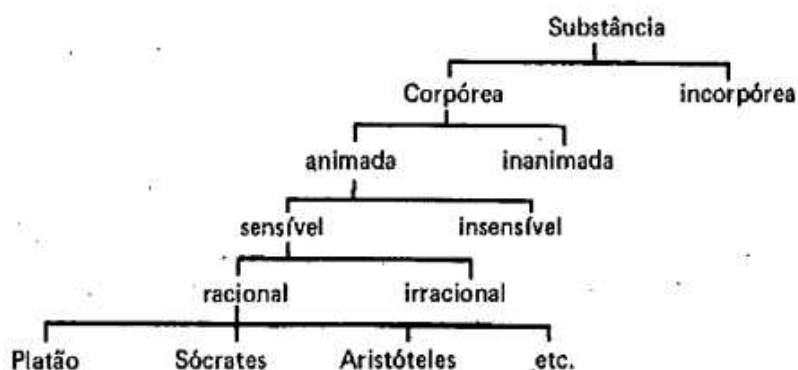 Substância
Corpórea incorpórea
animada inanimada
sensível insensível
racional irracional
Platão Sócrates Aristóteles etc.